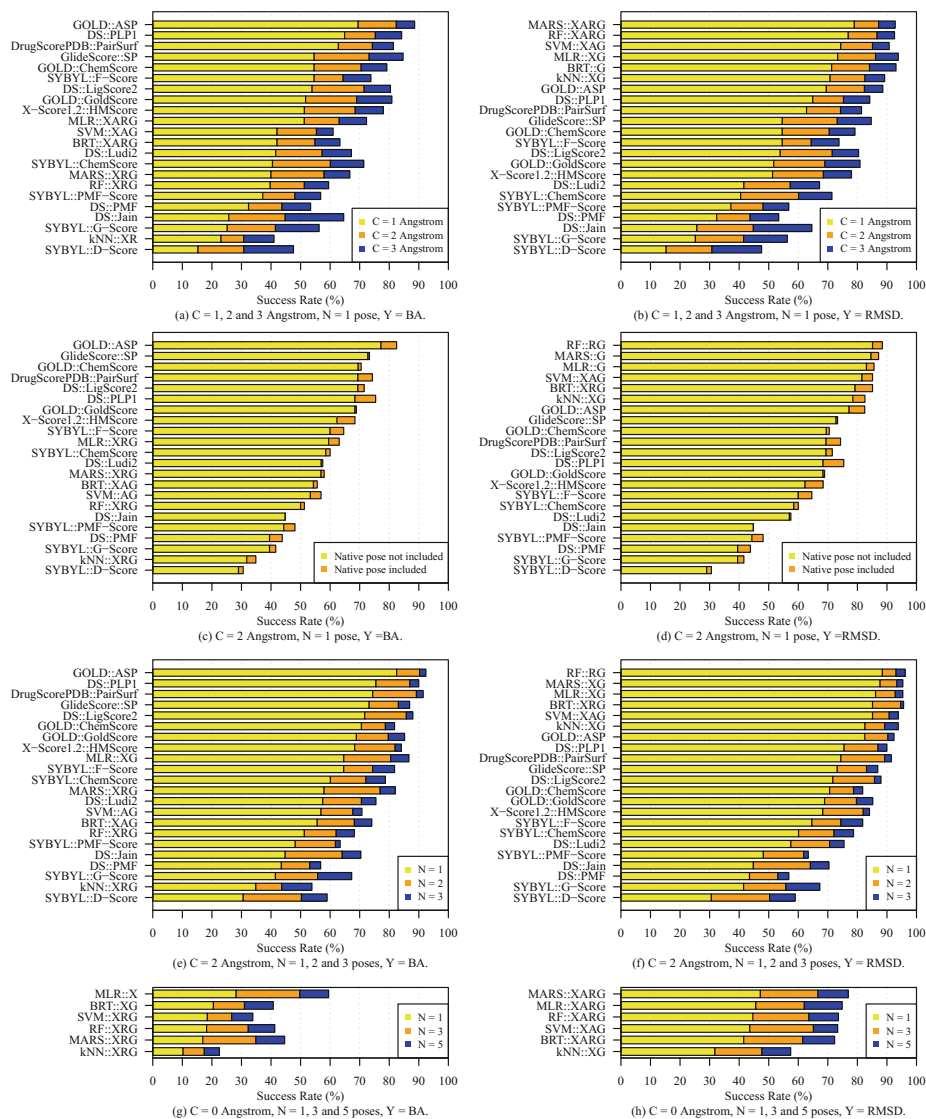 GOLD::ASP
DS::PLP1
DrugScorePDB::PairSurf
GlideScore::SP
GOLD::ChemScore
SYBYL::F−Score
DS::LigScore2
GOLD::GoldScore
X−Score1.2::HMScore
MLR::XARG
SVM::XAG
BRT::XARG
DS::Ludi2
SYBYL::ChemScore
MARS::XRG
RF::XRG
SYBYL::PMF−Score
DS::PMF
DS::Jain
SYBYL::G−Score
kNN::XR
SYBYL::D−Score
C = 1 Angstrom
C = 2 Angstrom
C = 3 Angstrom
0 10 20 30 40 50 60 70 80 90 100
Success Rate (%)
(a) C = 1, 2 and 3 Angstrom, N = 1 pose, Y = BA.
MARS::XARG
RF::XARG
SVM::XAG
MLR::XG
BRT::G
kNN::XG
GOLD::ASP
DS::PLP1
DrugScorePDB::PairSurf
GlideScore::SP
GOLD::ChemScore
SYBYL::F−Score
DS::LigScore2
GOLD::GoldScore
X−Score1.2::HMScore
DS::Ludi2
SYBYL::ChemScore
SYBYL::PMF−Score
DS::PMF
DS::Jain
SYBYL::G−Score
SYBYL::D−Score
C = 1 Angstrom
C = 2 Angstrom
C = 3 Angstrom
0 10 20 30 40 50 60 70 80 90 100
Success Rate (%)
(b) C = 1, 2 and 3 Angstrom, N = 1 pose, Y = RMSD.
GOLD::ASP
GlideScore::SP
GOLD::ChemScore
DrugScorePDB::PairSurf
DS::LigScore2
DS::PLP1
GOLD::GoldScore
X−Score1.2::HMScore
SYBYL::F−Score
MLR::XRG
SYBYL::ChemScore
DS::Ludi2
MARS::XRG
BRT::XAG
SVM::AG
RF::XRG
DS::Jain
SYBYL::PMF−Score
DS::PMF
SYBYL::G−Score
kNN::XRG
SYBYL::D−Score
Native pose not included
Native pose included
0 10 20 30 40 50 60 70 80 90 100
Success Rate (%)
(c) C = 2 Angstrom, N = 1 pose, Y =BA.
RF::RG
MARS::G
MLR::G
SVM::XAG
BRT::XRG
kNN::XG
GOLD::ASP
GlideScore::SP
GOLD::ChemScore
DrugScorePDB::PairSurf
DS::LigScore2
DS::PLP1
GOLD::GoldScore
X−Score1.2::HMScore
SYBYL::F−Score
SYBYL::ChemScore
DS::Ludi2
DS::Jain
SYBYL::PMF−Score
DS::PMF
SYBYL::G−Score
SYBYL::D−Score
Native pose not included
Native pose included
0 10 20 30 40 50 60 70 80 90 100
Success Rate (%)
(d) C = 2 Angstrom, N = 1 pose, Y =RMSD.
GOLD::ASP
DS::PLP1
DrugScorePDB::PairSurf
GlideScore::SP
DS::LigScore2
GOLD::ChemScore
GOLD::GoldScore
X−Score1.2::HMScore
MLR::XG
SYBYL::F−Score
SYBYL::ChemScore
MARS::XRG
DS::Ludi2
SVM::AG
BRT::XAG
RF::XRG
SYBYL::PMF−Score
DS::Jain
DS::PMF
SYBYL::G−Score
kNN::XRG
SYBYL::D−Score
N = 1
N = 2
N = 3
0 10 20 30 40 50 60 70 80 90 100
Success Rate (%)
(e) C = 2 Angstrom, N = 1, 2 and 3 poses, Y = BA.
RF::RG
MARS::XG
MLR::XG
BRT::XRG
SVM::XAG
kNN::XG
GOLD::ASP
DS::PLP1
DrugScorePDB::PairSurf
GlideScore::SP
DS::LigScore2
GOLD::ChemScore
GOLD::GoldScore
X−Score1.2::HMScore
SYBYL::F−Score
SYBYL::ChemScore
DS::Ludi2
SYBYL::PMF−Score
DS::Jain
DS::PMF
SYBYL::G−Score
SYBYL::D−Score
N = 1
N = 2
N = 3
0 10 20 30 40 50 60 70 80 90 100
Success Rate (%)
(f) C = 2 Angstrom, N = 1, 2 and 3 poses, Y = RMSD.
MLR::X
BRT::XG
SVM::XRG
RF::XRG
MARS::XRG
kNN::XRG
N = 1
N = 3
N = 5
0 10 20 30 40 50 60 70 80 90 100
Success Rate (%)
(g) C = 0 Angstrom, N = 1, 3 and 5 poses, Y = BA.
MARS::XARG
MLR::XARG
RF::XARG
SVM::XAG
BRT::XARG
kNN::XG
N = 1
N = 3
N = 5
0 10 20 30 40 50 60 70 80 90 100
Success Rate (%)
(h) C = 0 Angstrom, N = 1, 3 and 5 poses, Y = RMSD.